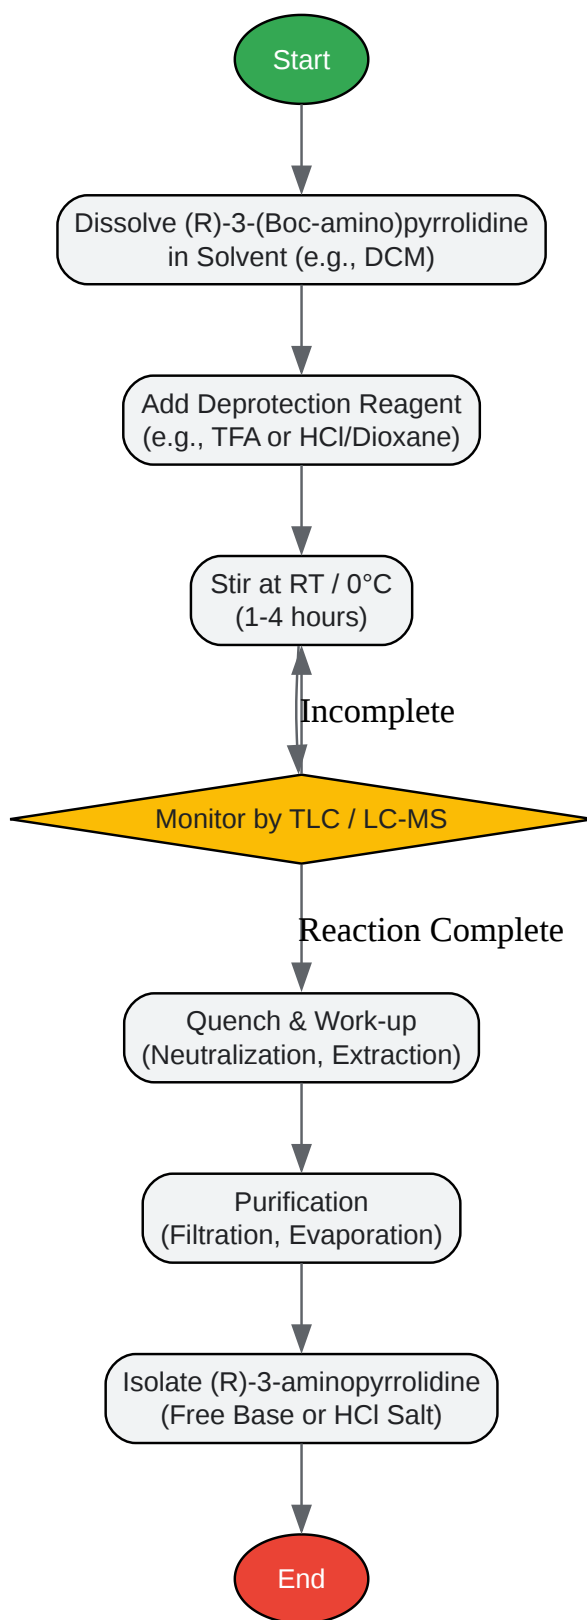 Start
Dissolve (R)-3-(Boc-amino)pyrrolidine
in Solvent (e.g., DCM)
Add Deprotection Reagent
(e.g., TFA or HCl/Dioxane)
Stir at RT / 0°C
(1-4 hours)
Incomplete
Monitor by TLC / LC-MS
Reaction Complete
Quench & Work-up
(Neutralization, Extraction)
Purification
(Filtration, Evaporation)
Isolate (R)-3-aminopyrrolidine
(Free Base or HCl Salt)
End